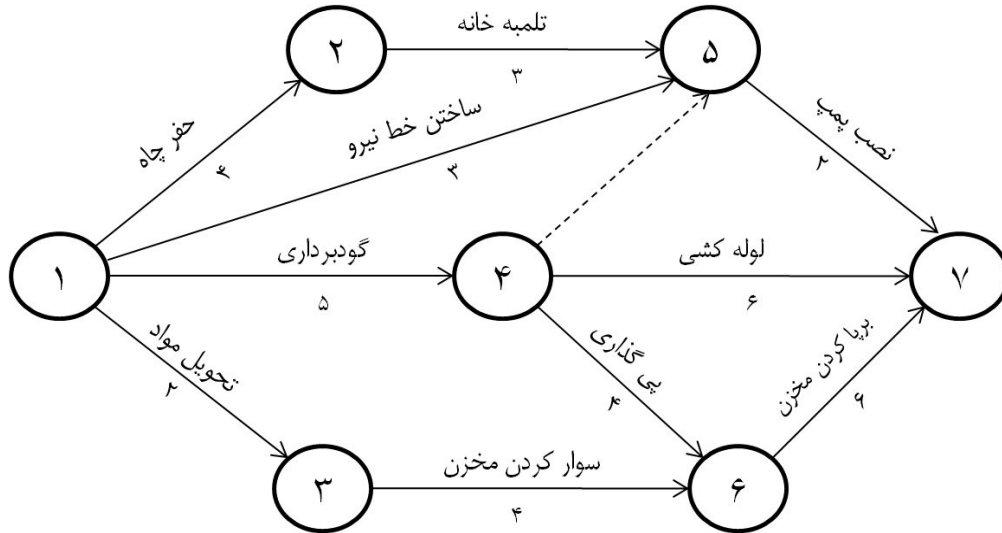 ۲
تلمبه خانه
۳
۵
حفر چاه
۴
ساختن خط نیرو
۳
نصب پمپ
۲
۱
گودبرداری
۵
۴
لوله کشی
۶
۷
تحویل مواد
۲
پی گذاری
۴
برپا کردن مخزن
۶
۳
سوار کردن مخزن
۴
۶